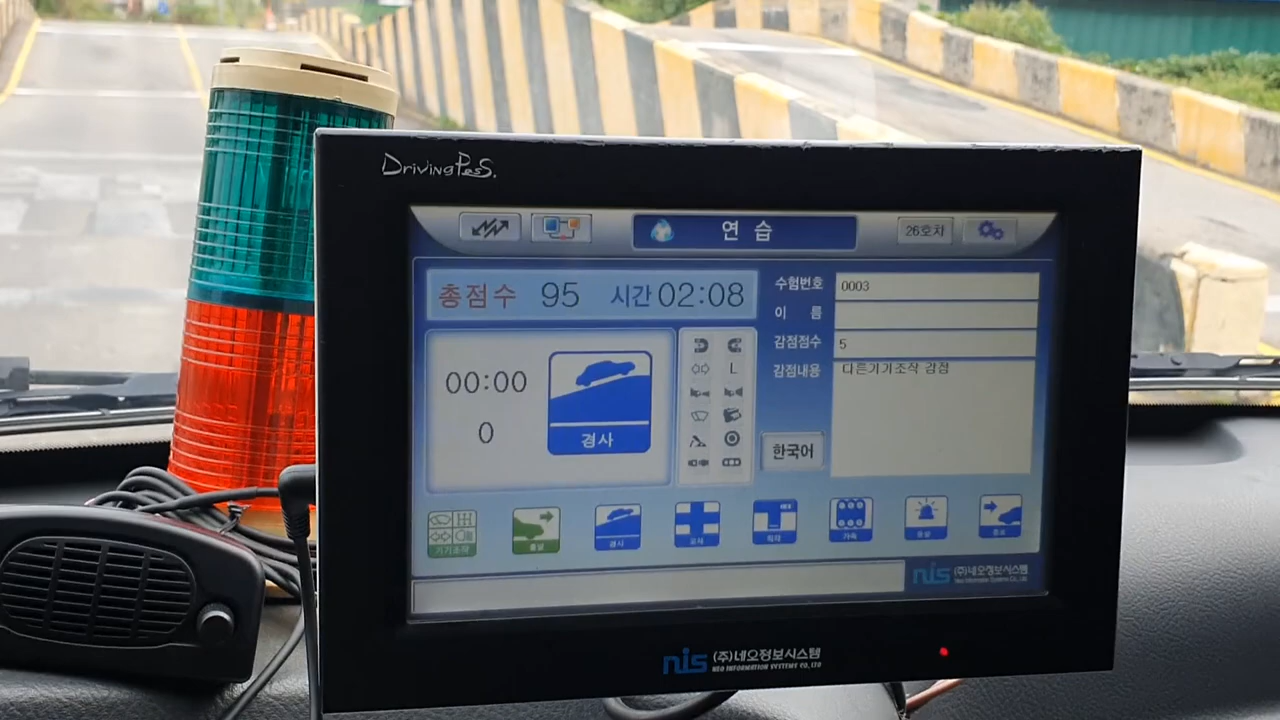 DrivingPass.
연 습
26호차
총점수 95 시간 02:08
수험번호 0003
이 름
감점점수 5
감점내용 다른기기조작 감점
00:00
0
경사
L
한국어
기기조작
출발
경사
교차
가속
돌발
종료
nis (주)네오정보시스템
Neo Information Systems Co., Ltd.
nis (주)네오정보시스템
NEO INFORMATION SYSTEMS CO., LTD